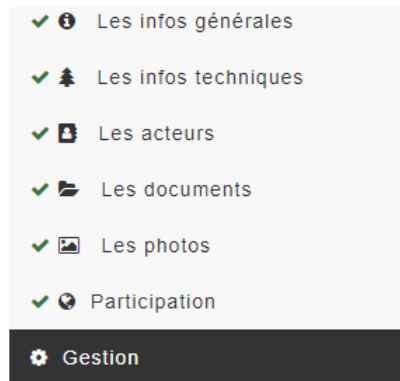 Les infos générales
Les infos techniques
Les acteurs
Les documents
Les photos
Participation
Gestion